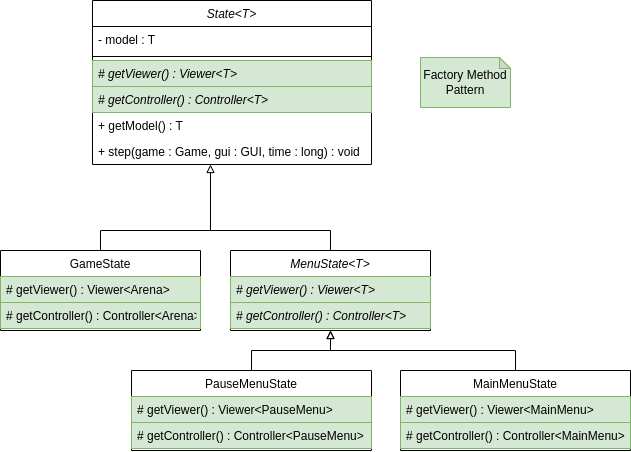 State<T>
- model : T
# getViewer() : Viewer<T>
# getController() : Controller<T>
+ getModel() : T
+ step(game : Game, gui : GUI, time : long) : void
Factory Method
Pattern
GameState
# getViewer() : Viewer<Arena>
# getController() : Controller<Arena>
MenuState<T>
# getViewer() : Viewer<T>
# getController() : Controller<T>
PauseMenuState
# getViewer() : Viewer<PauseMenu>
# getController() : Controller<PauseMenu>
MainMenuState
# getViewer() : Viewer<MainMenu>
# getController() : Controller<MainMenu>